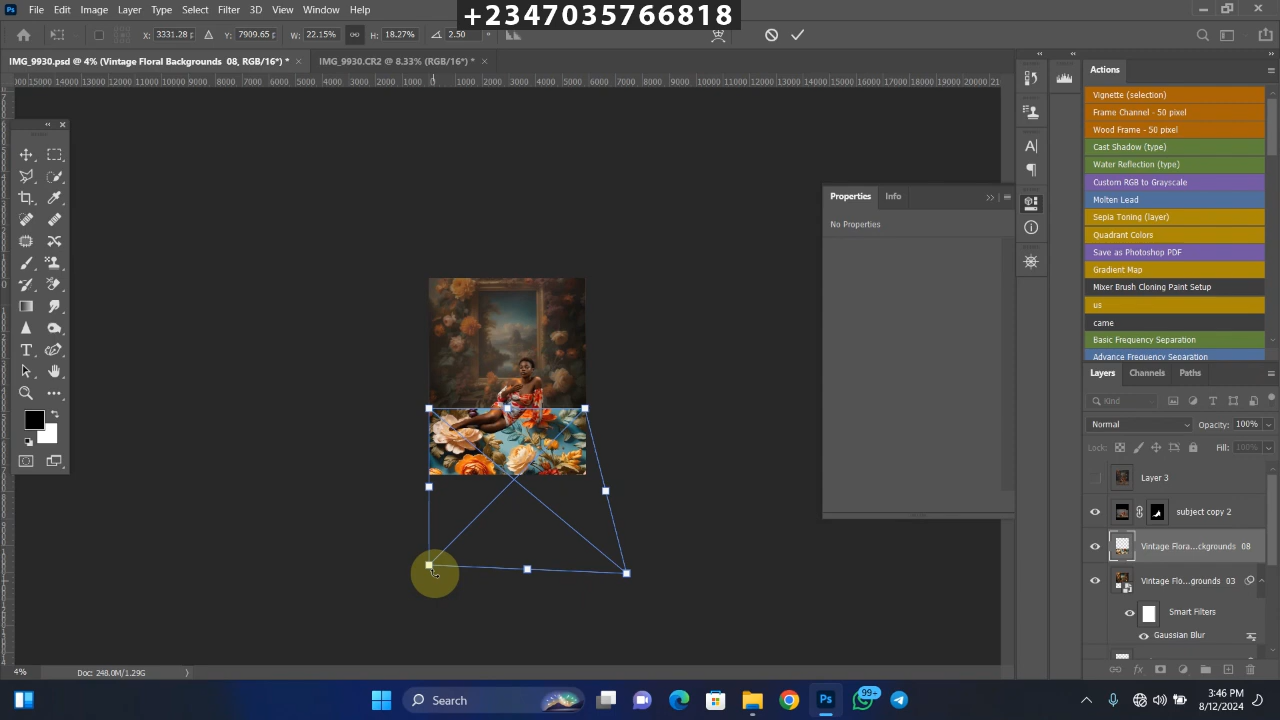 +2347035766818
File Edit Image Layer Type Select Filter 3D View Window Help
X: 3331.28 p Y: 7909.65 p W: 22.15% H: 18.27% 2.50 °
IMG_9930.psd @ 4% (Vintage Floral Backgrounds 08, RGB/16*) * × IMG_9930.CR2 @ 8.33% (RGB/16*) * ×
Actions
Vignette (selection)
Frame Channel - 50 pixel
Wood Frame - 50 pixel
Cast Shadow (type)
Water Reflection (type)
Custom RGB to Grayscale
Molten Lead
Sepia Toning (layer)
Quadrant Colors
Save as Photoshop PDF
Gradient Map
Mixer Brush Cloning Paint Setup
us
came
Basic Frequency Separation
Advance Frequency Separation
Properties Info
No Properties
Layers Channels Paths
Kind
Normal Opacity: 100%
Lock: Fill: 100%
Layer 3
subject copy 2
Vintage Flora...ckgrounds 08
Vintage Flo...grounds 03
Smart Filters
Gaussian Blur
4% Doc: 248.0M/1.29G
Search
99+
3:46 PM
8/12/2024